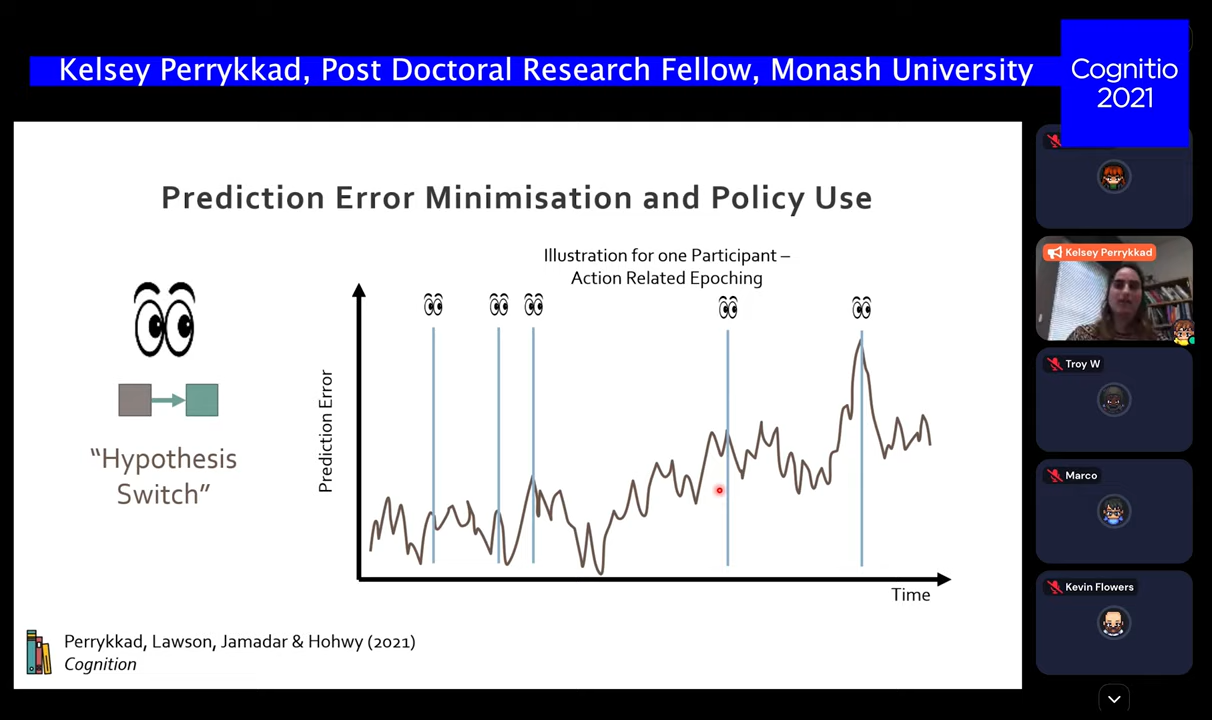 Kelsey Perrykkad, Post Doctoral Research Fellow, Monash University
Cognitio
2021
Prediction Error Minimisation and Policy Use
Illustration for one Participant –
Action Related Epoching
"Hypothesis
Switch"
Prediction Error
Time
Perrykkad, Lawson, Jamadar & Hohwy (2021)
Cognition
Kelsey Perrykkad
Troy W
Marco
Kevin Flowers